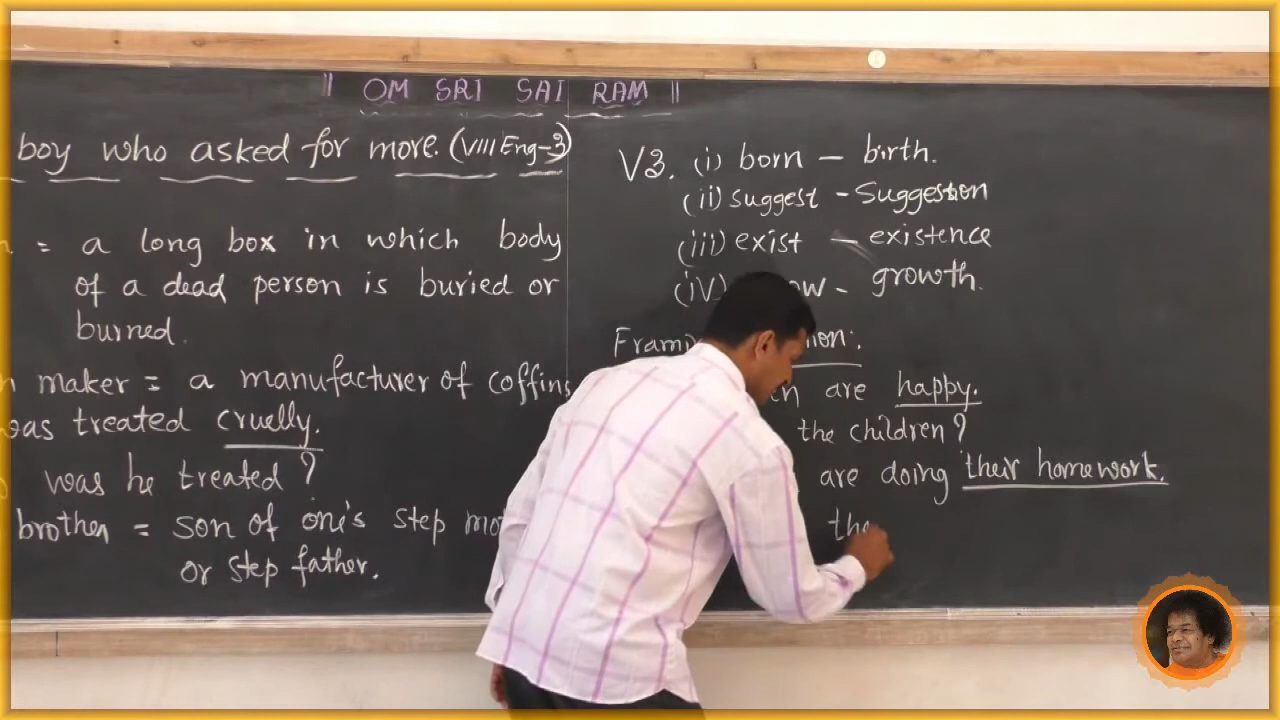 || OM SRI SAI RAM ||
boy who asked for more. (VIII Eng-3)
= a long box in which body
of a dead person is buried or
burned.
maker = a manufacturer of coffins
was treated cruelly.
was he treated ?
brother = son of one's step
or step father.
V3. (i) born – birth.
(ii) suggest - Suggestion
(iii) exist – existence
(iv) - growth.
are happy.
the children ?
are doing their homework.
the